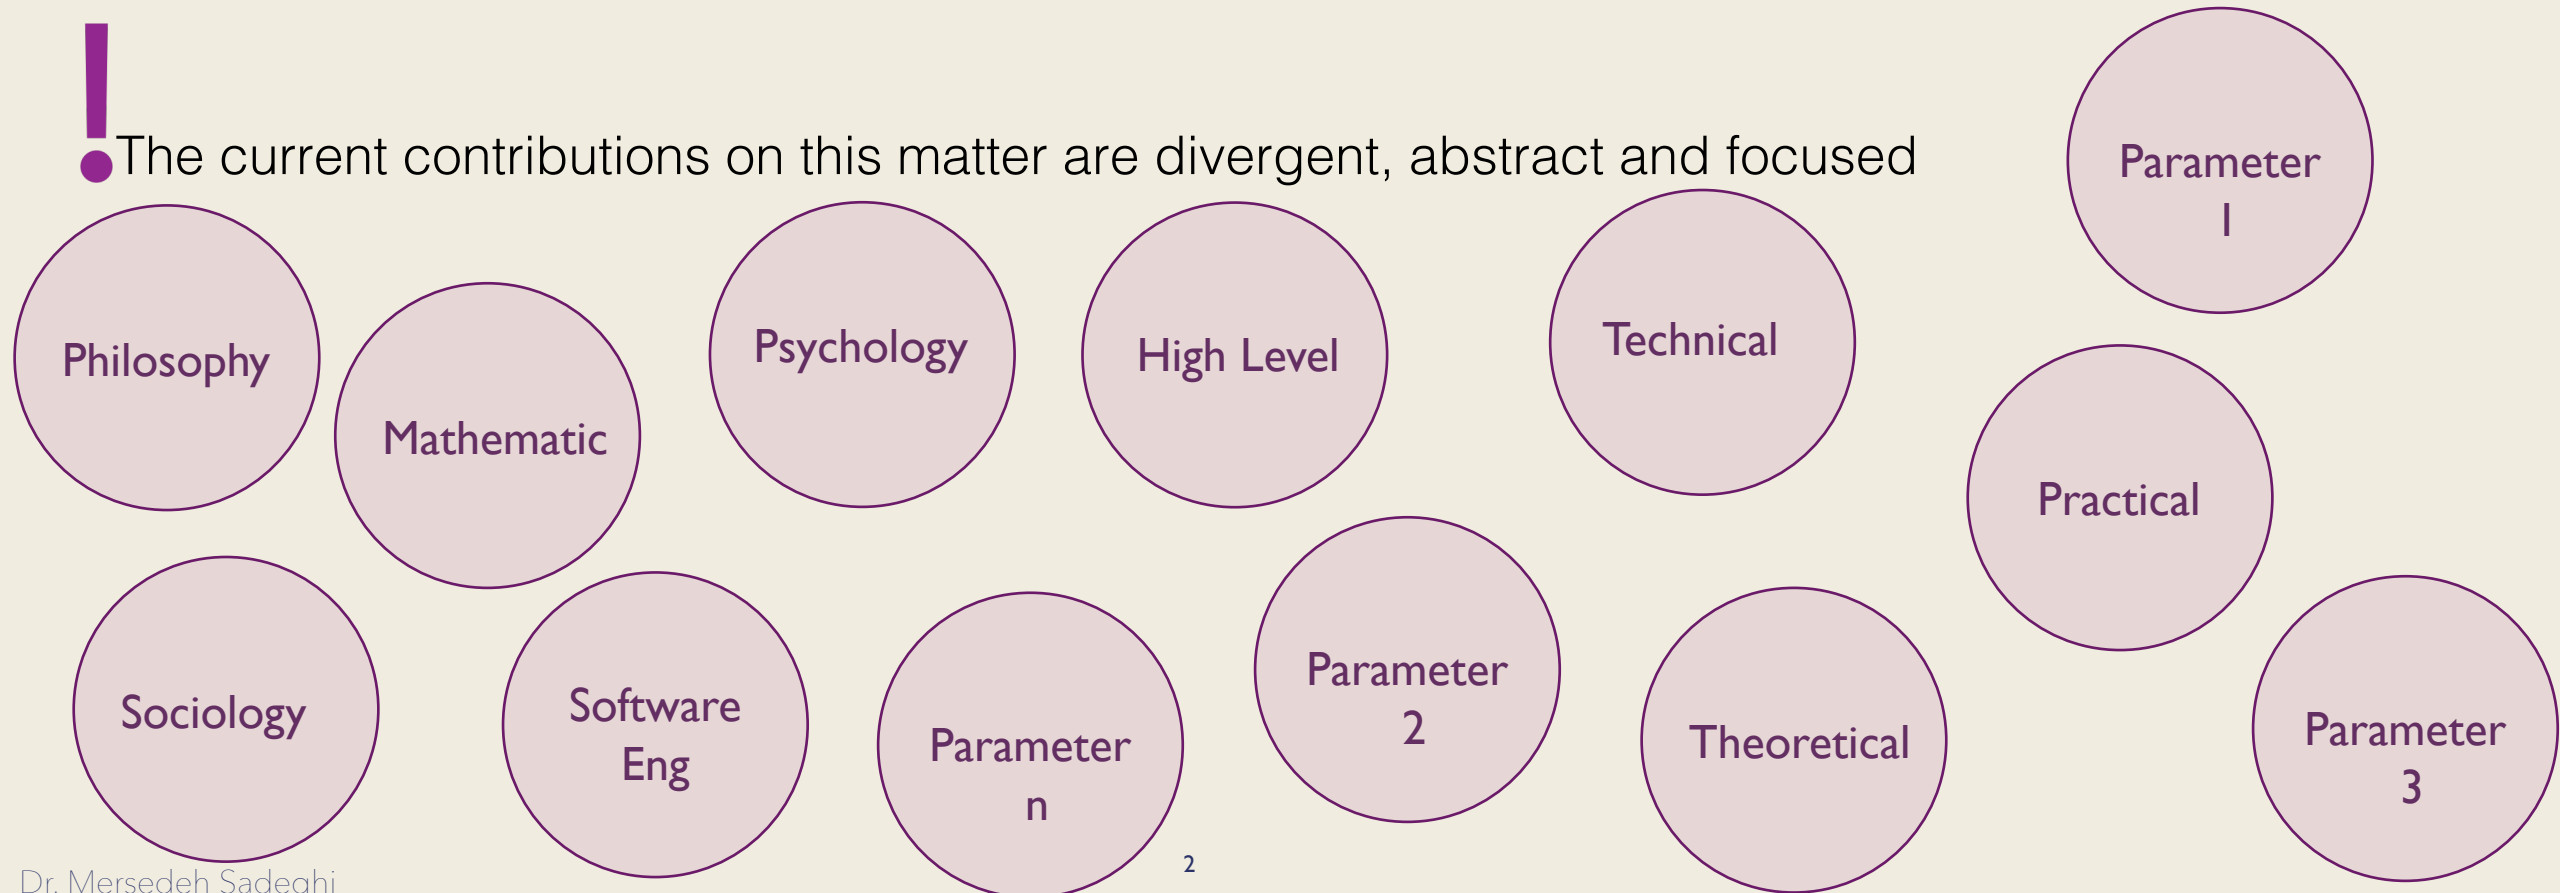 !
The current contributions on this matter are divergent, abstract and focused
Parameter
1
Philosophy
Mathematic
Psychology
High Level
Technical
Practical
Sociology
Software
Eng
Parameter
n
Parameter
2
Theoretical
Parameter
3
2
Dr. Mersedeh Sadeghi